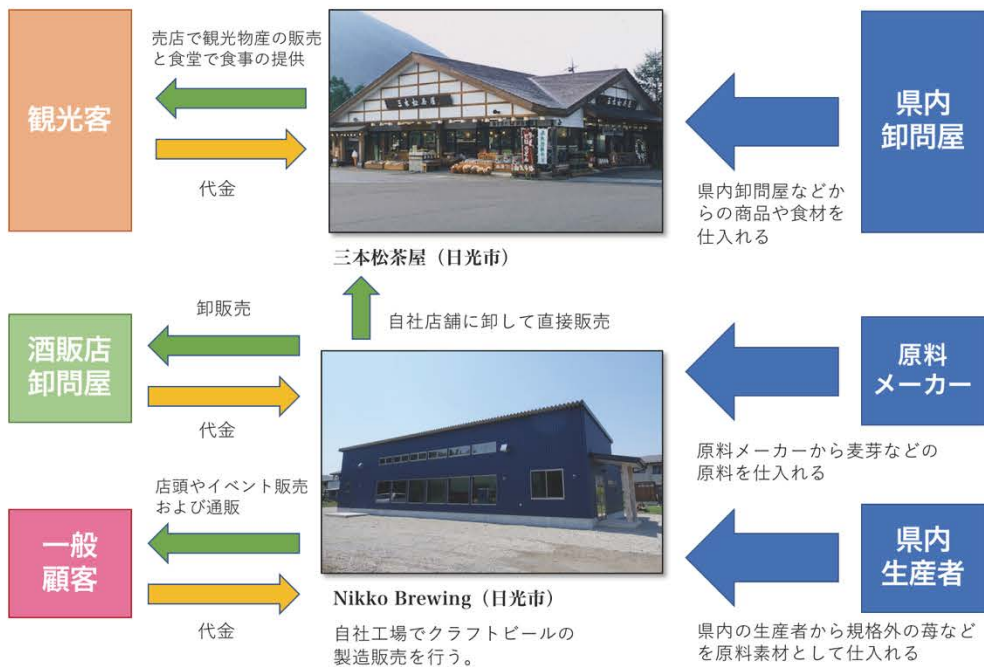 観光客
売店で観光物産の販売
と食堂で食事の提供
代金
三本松茶屋
三本松茶屋（日光市）
県内
卸問屋
県内卸問屋などか
らの商品や食材を
仕入れる
自社店舗に卸して直接販売
酒販店
卸問屋
卸販売
代金
原料
メーカー
原料メーカーから麦芽などの
原料を仕入れる
一般
顧客
店頭やイベント販売
および通販
代金
Nikko Brewing（日光市）
自社工場でクラフトビールの
製造販売を行う。
県内
生産者
県内の生産者から規格外の苺など
を原料素材として仕入れる